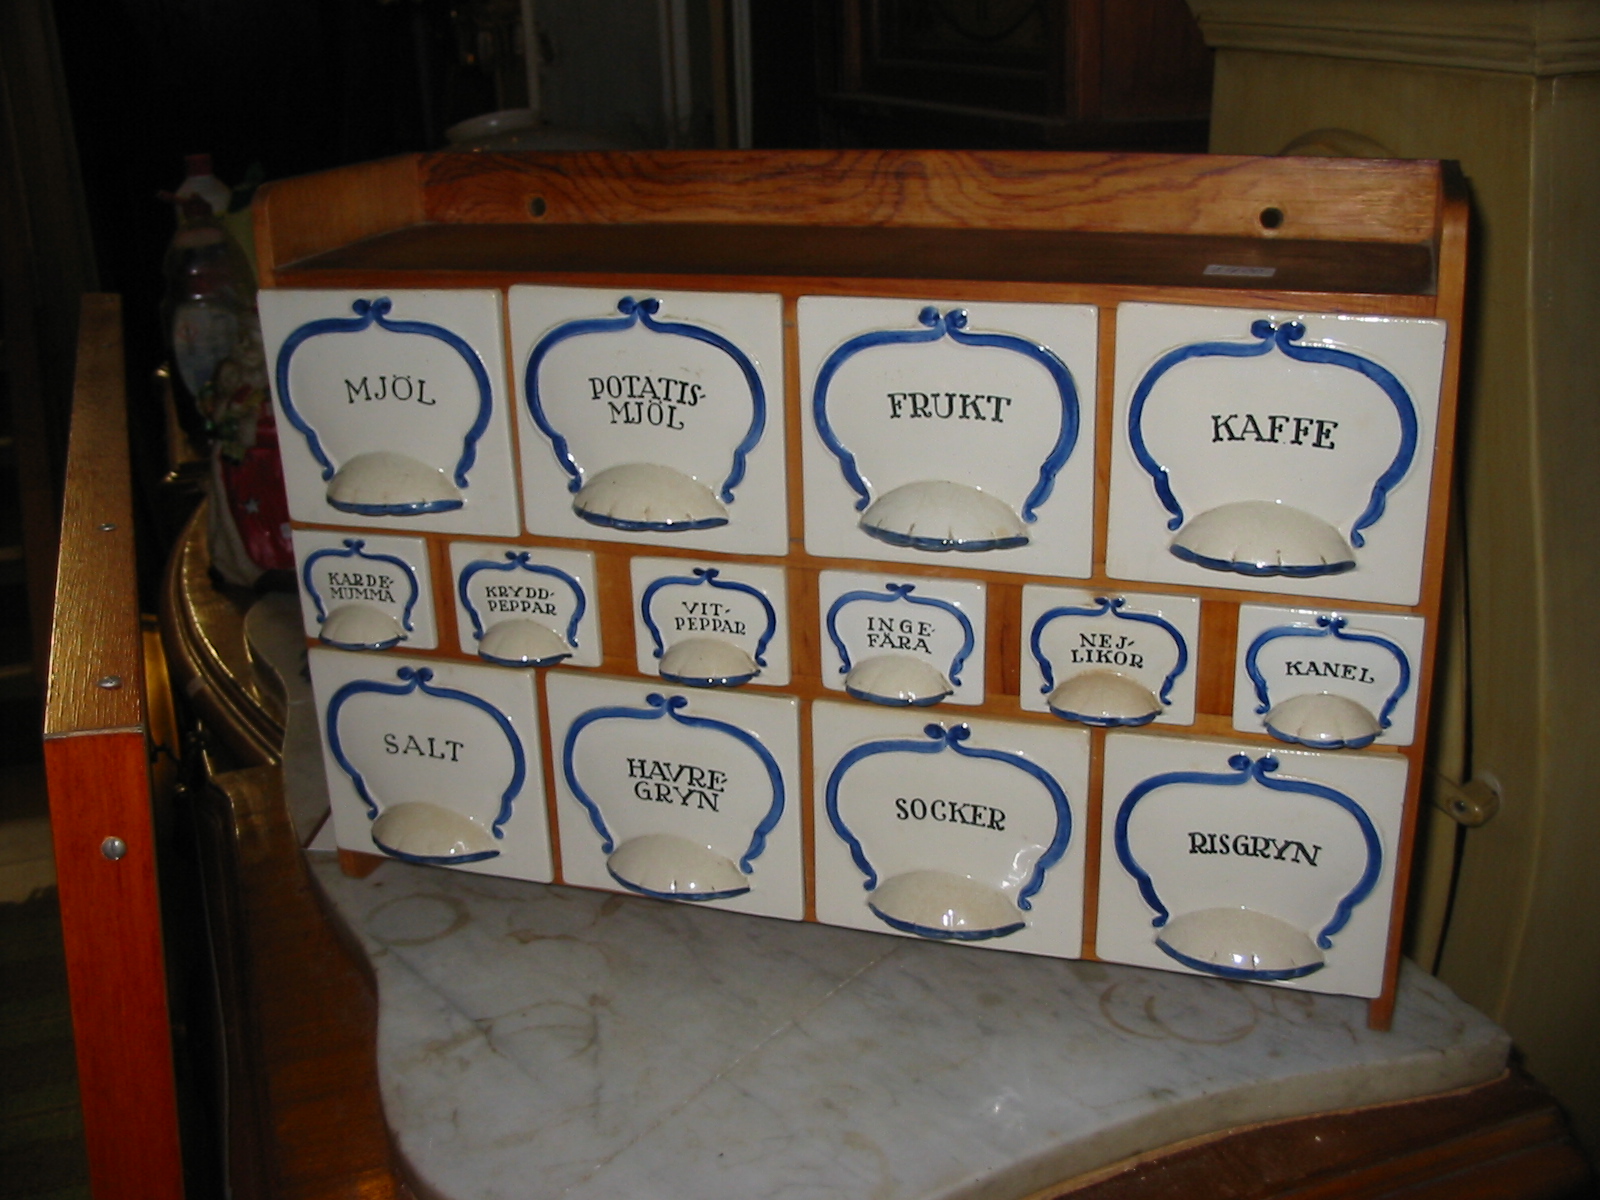 MJÖL
POTATIS-
MJÖL
FRUKT
KAFFE
KARDE-
MUMMA
KRYDD-
PEPPAR
VIT-
PEPPAR
INGE-
FÄRA
NEJ-
LIKOR
KANEL
SALT
HAVRE-
GRYN
SOCKER
RISGRYN